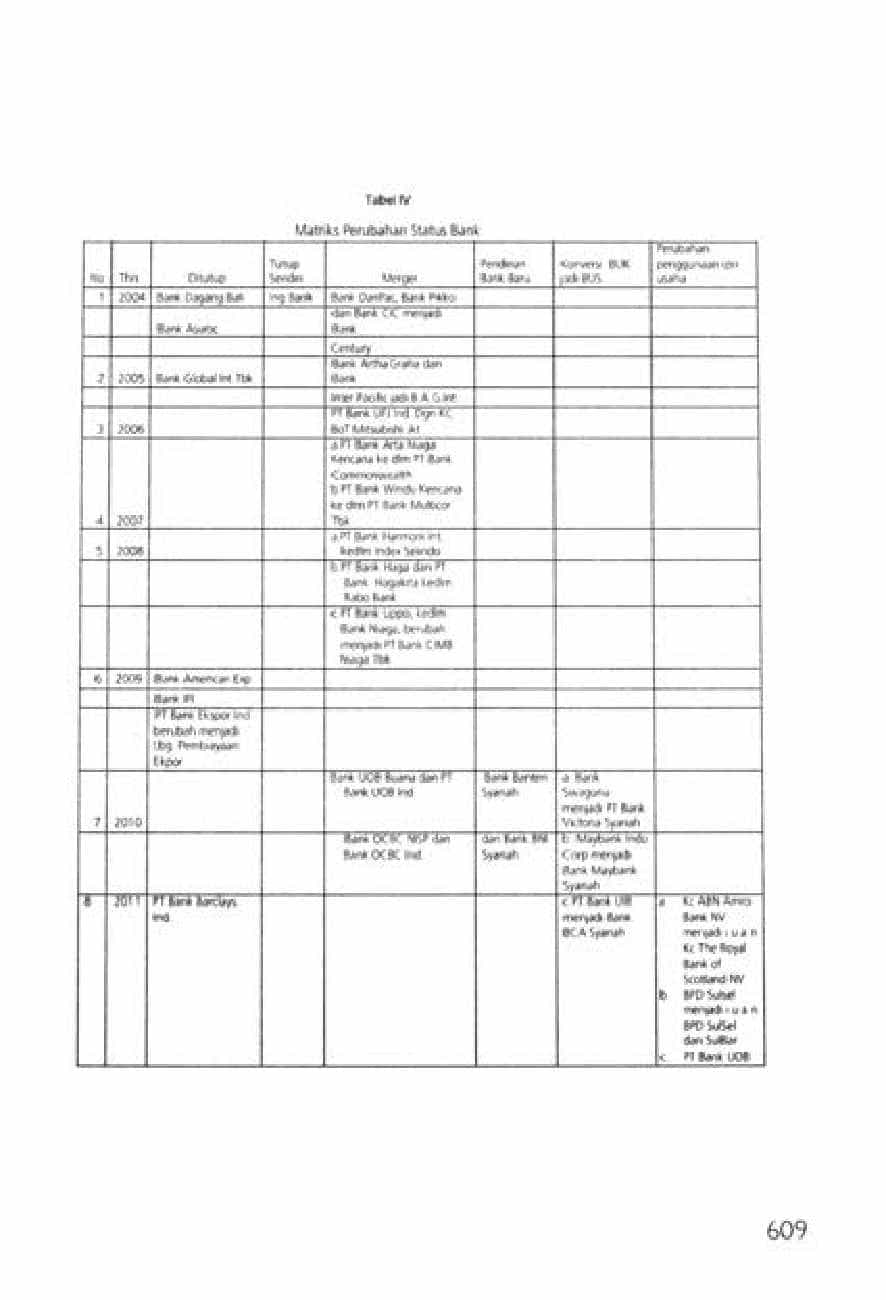 Tabel IV
Matriks Perubahan Status Bank
No Thn Ditutup Tutup Sendiri Merger Pendirian Bank Baru Konversi BUK jadi BUS Perubahan penggunaan izin usaha
1 2004 Bank Dagang Bali Ing Bank Bank DanPac, Bank Pikko
dan Bank CIC menjadi
Bank Asiatic Bank
Century
Bank Artha Graha dan
2 2005 Bank Global Int Tbk Bank
Inter Pacific jadi B.A.G.Int
PT Bank UFJ Ind. Dgn KC
3 2006 BoT Mitsubishi
a PT Bank Arta Niaga
Kencana ke dlm PT Bank
Commonwealth
b PT Bank Windu Kencana
ke dlm PT Bank Multicor
4 2007 Tbk
a PT Bank Harmoni Int.
5 2008 kedlm Index Selindo
b PT Bank Haga dan PT
Bank Hagakita kedlm
Rabo Bank
c PT Bank Lippo, kedlm
Bank Niaga, berubah
menjadi PT Bank CIMB
Niaga Tbk
6 2009 Bank American Exp
Bank IFI
PT Bank Ekspor Ind
berubah menjadi
Pembiayaan
Ekpor
Bank UOB Buana dan PT Bank Banten a. Bank
Bank UOB Ind Syariah Swaguna
menjadi PT Bank
7 2010 Victoria Syariah
Bank OCBC NISP dan dan Bank BNI b. Maybank Indo
Bank OCBC Ind. Syariah Corp menjadi
Bank Maybank
Syariah
8 2011 PT Bank Barclays c PT Bank UIB a Kc ABN Amro
Ind. menjadi Bank Bank NV
BCA Syariah menjadi i u a n
Kc The Royal
Bank of
Scotland NV
b BPD Sulsel
menjadi i u a n
BPD SulSel
dan SulBar
c PT Bank UOB
609